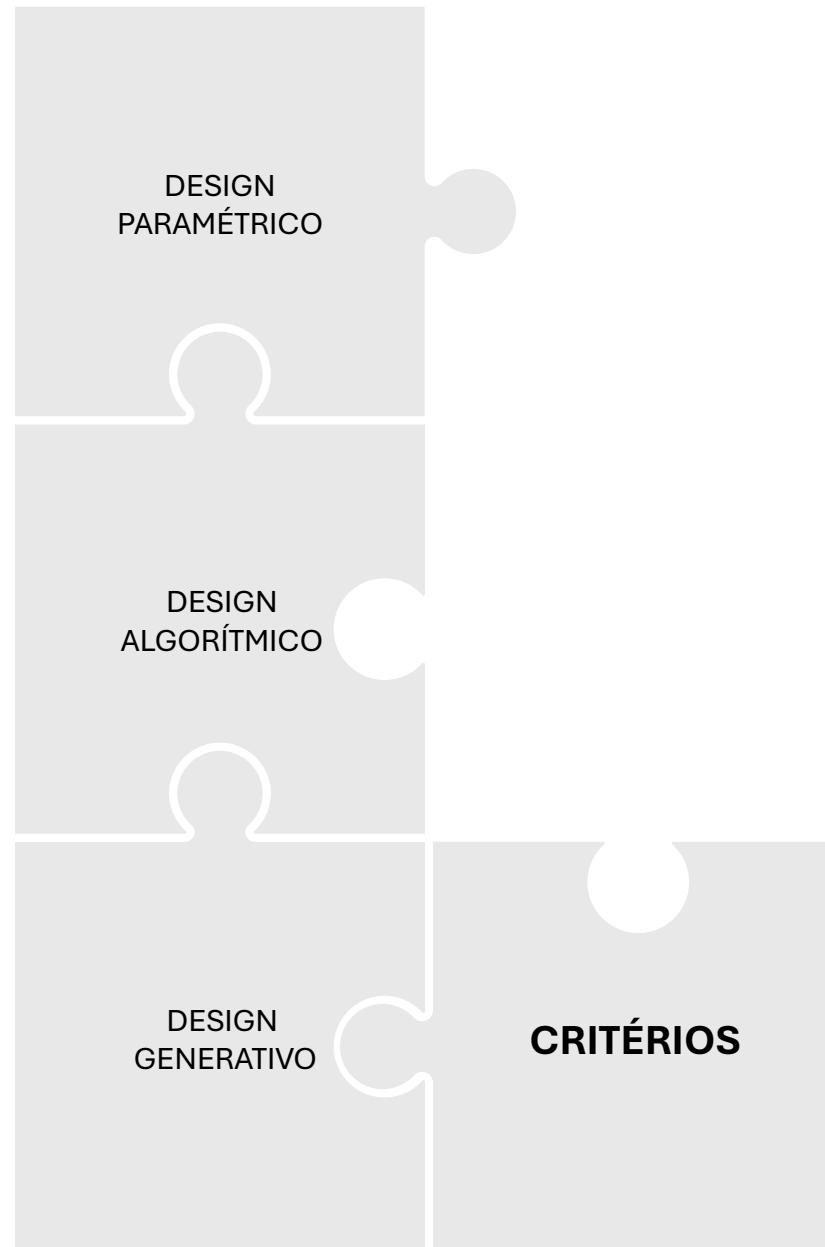 DESIGN
PARAMÉTRICO
DESIGN
ALGORÍTMICO
DESIGN
GENERATIVO
CRITÉRIOS